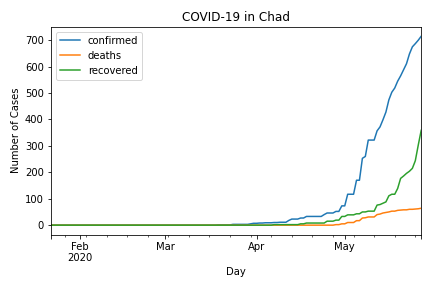 COVID-19 in Chad
confirmed
deaths
recovered
Number of Cases
700
600
500
400
300
200
100
0
Feb
2020
Mar
Apr
May
Day